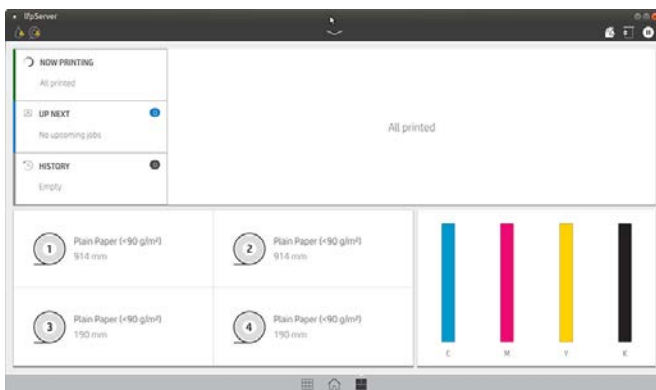 lfpServer
NOW PRINTING
All printed
UP NEXT
0
No upcoming jobs
HISTORY
0
Empty
All printed
1
Plain Paper (<90 g/m²)
914 mm
2
Plain Paper (<90 g/m²)
914 mm
3
Plain Paper (<90 g/m²)
190 mm
4
Plain Paper (<90 g/m²)
190 mm
C
M
Y
K